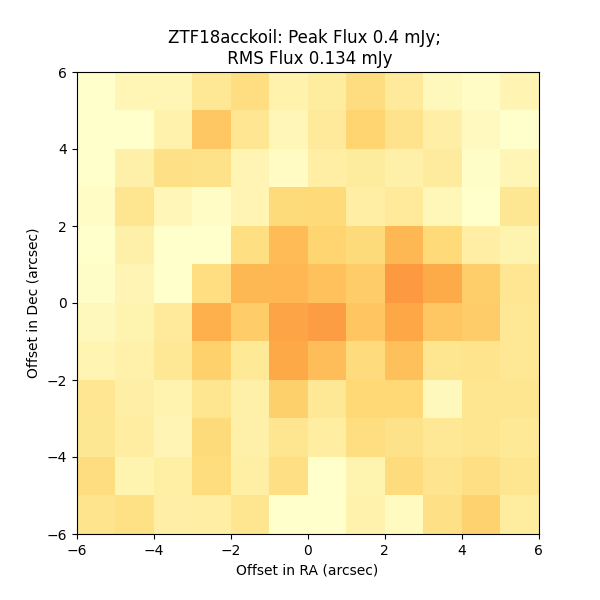 ZTF18acckoil: Peak Flux 0.4 mJy;
RMS Flux 0.134 mJy
6
4
2
0
−2
−4
−6
Offset in Dec (arcsec)
−6 −4 −2 0 2 4 6
Offset in RA (arcsec)